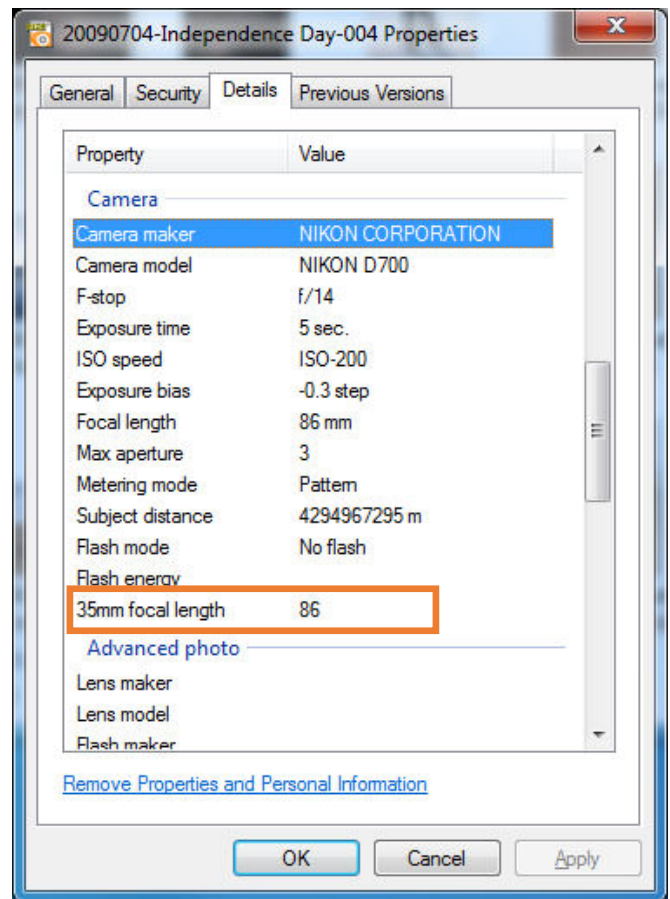 20090704-Independence Day-004 Properties
General Security Details Previous Versions
Property Value
Camera
Camera maker NIKON CORPORATION
Camera model NIKON D700
F-stop f/14
Exposure time 5 sec.
ISO speed ISO-200
Exposure bias -0.3 step
Focal length 86 mm
Max aperture 3
Metering mode Pattern
Subject distance 4294967295 m
Flash mode No flash
Flash energy
35mm focal length 86
Advanced photo
Lens maker
Lens model
Flash maker
Remove Properties and Personal Information
OK Cancel Apply